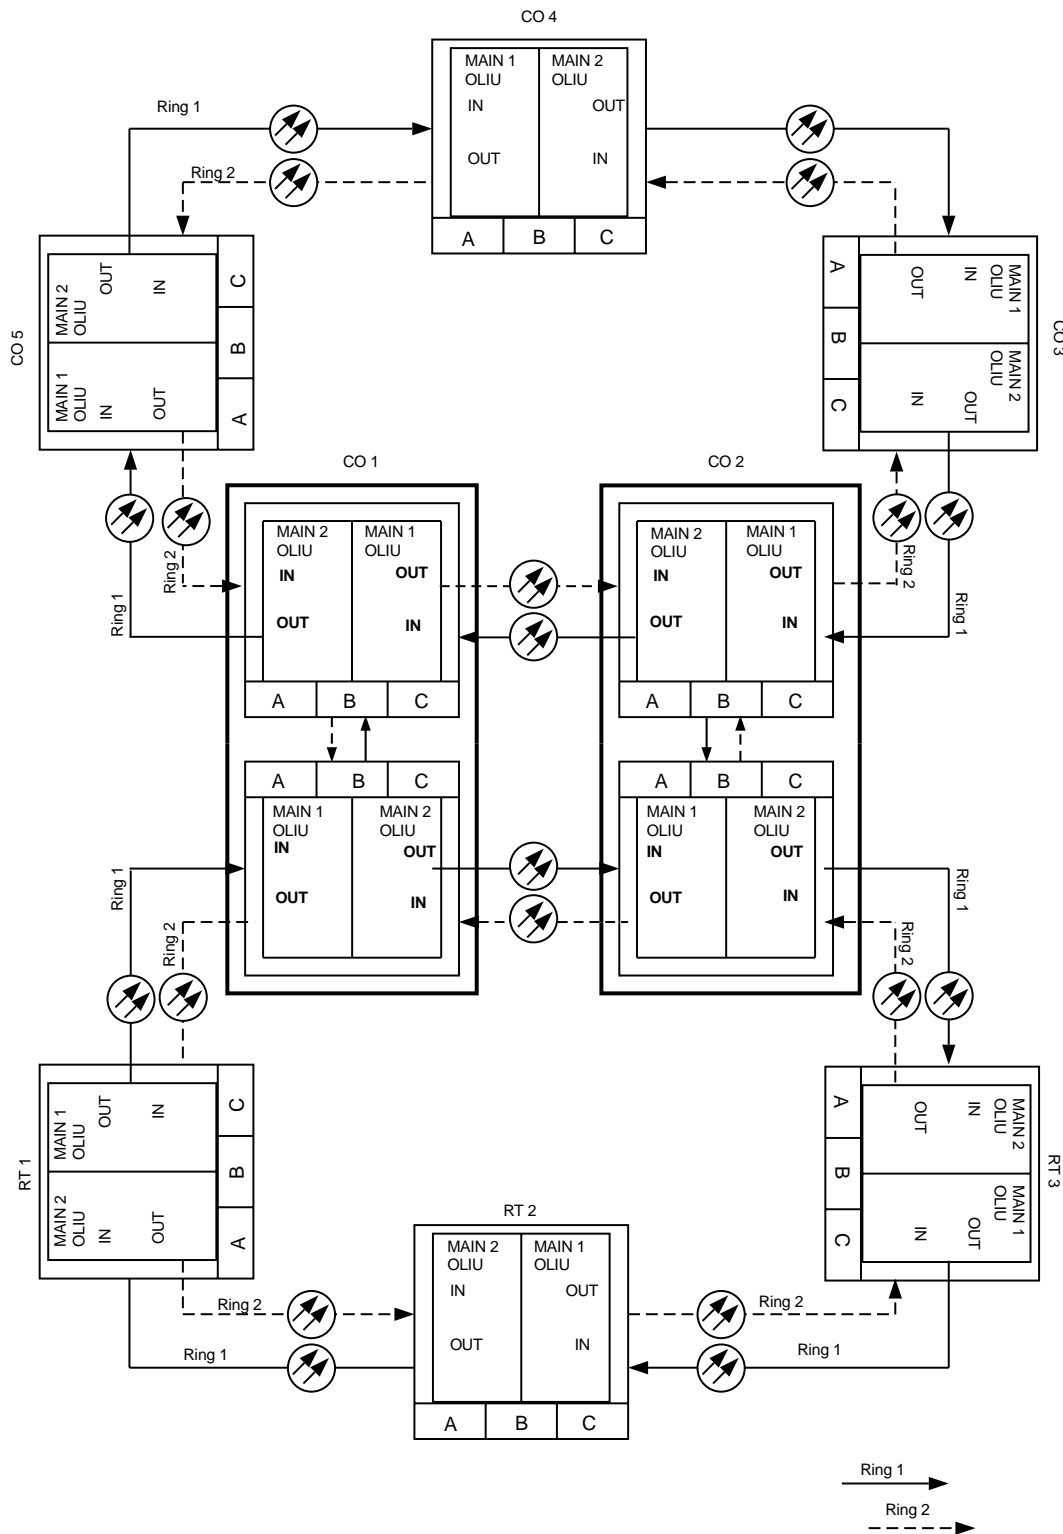 CO 4
MAIN 1
OLIU
IN
OUT
MAIN 2
OLIU
OUT
IN
A B C
Ring 1
Ring 2
CO 5
MAIN 2
OLIU
OUT
IN
MAIN 1
OLIU
IN
OUT
C
B
A
CO 3
MAIN 1
OLIU
IN
OUT
MAIN 2
OLIU
OUT
IN
A
B
C
Ring 2
Ring 1
Ring 2
Ring 1
CO 1
MAIN 2
OLIU
IN
OUT
MAIN 1
OLIU
OUT
IN
A B C
A B C
MAIN 1
OLIU
IN
OUT
MAIN 2
OLIU
OUT
IN
CO 2
MAIN 2
OLIU
IN
OUT
MAIN 1
OLIU
OUT
IN
A B C
A B C
MAIN 1
OLIU
IN
OUT
MAIN 2
OLIU
OUT
IN
Ring 1
Ring 2
Ring 1
Ring 2
RT 1
MAIN 1
OLIU
OUT
IN
MAIN 2
OLIU
IN
OUT
C
B
A
RT 3
MAIN 2
OLIU
IN
OUT
MAIN 1
OLIU
OUT
IN
A
B
C
RT 2
MAIN 2
OLIU
IN
OUT
MAIN 1
OLIU
OUT
IN
A B C
Ring 2
Ring 1
Ring 2
Ring 1
Ring 1
Ring 2